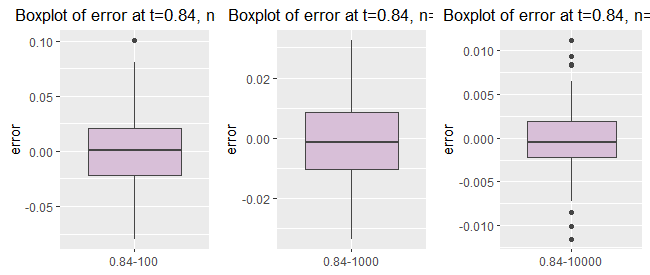 Boxplot of error at t=0.84, n
0.10
0.05
0.00
-0.05
error
0.84-100
Boxplot of error at t=0.84, n=
0.02
0.00
-0.02
error
0.84-1000
Boxplot of error at t=0.84, n=
0.010
0.005
0.000
-0.005
-0.010
error
0.84-10000